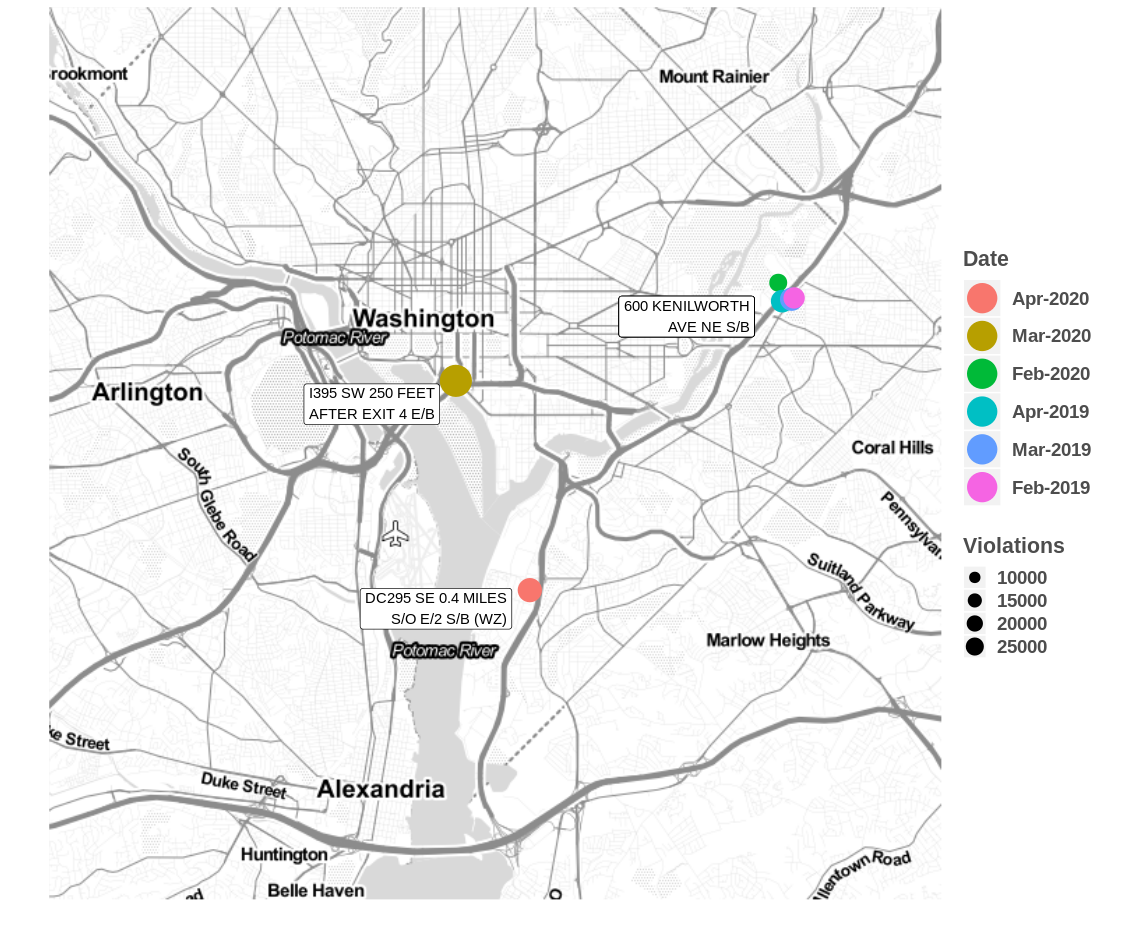 Brookmont
Mount Rainier
600 KENILWORTH
AVE NE S/B
Washington
Potomac River
I395 SW 250 FEET
AFTER EXIT 4 E/B
Arlington
Coral Hills
South Glebe Road
Pennsylvan
Suitland Parkway
DC295 SE 0.4 MILES
S/O E/2 S/B (WZ)
Marlow Heights
Potomac River
ke Street
Duke Street
Alexandria
Huntington
Belle Haven
ad
llentown Road
Date
Apr-2020
Mar-2020
Feb-2020
Apr-2019
Mar-2019
Feb-2019
Violations
10000
15000
20000
25000